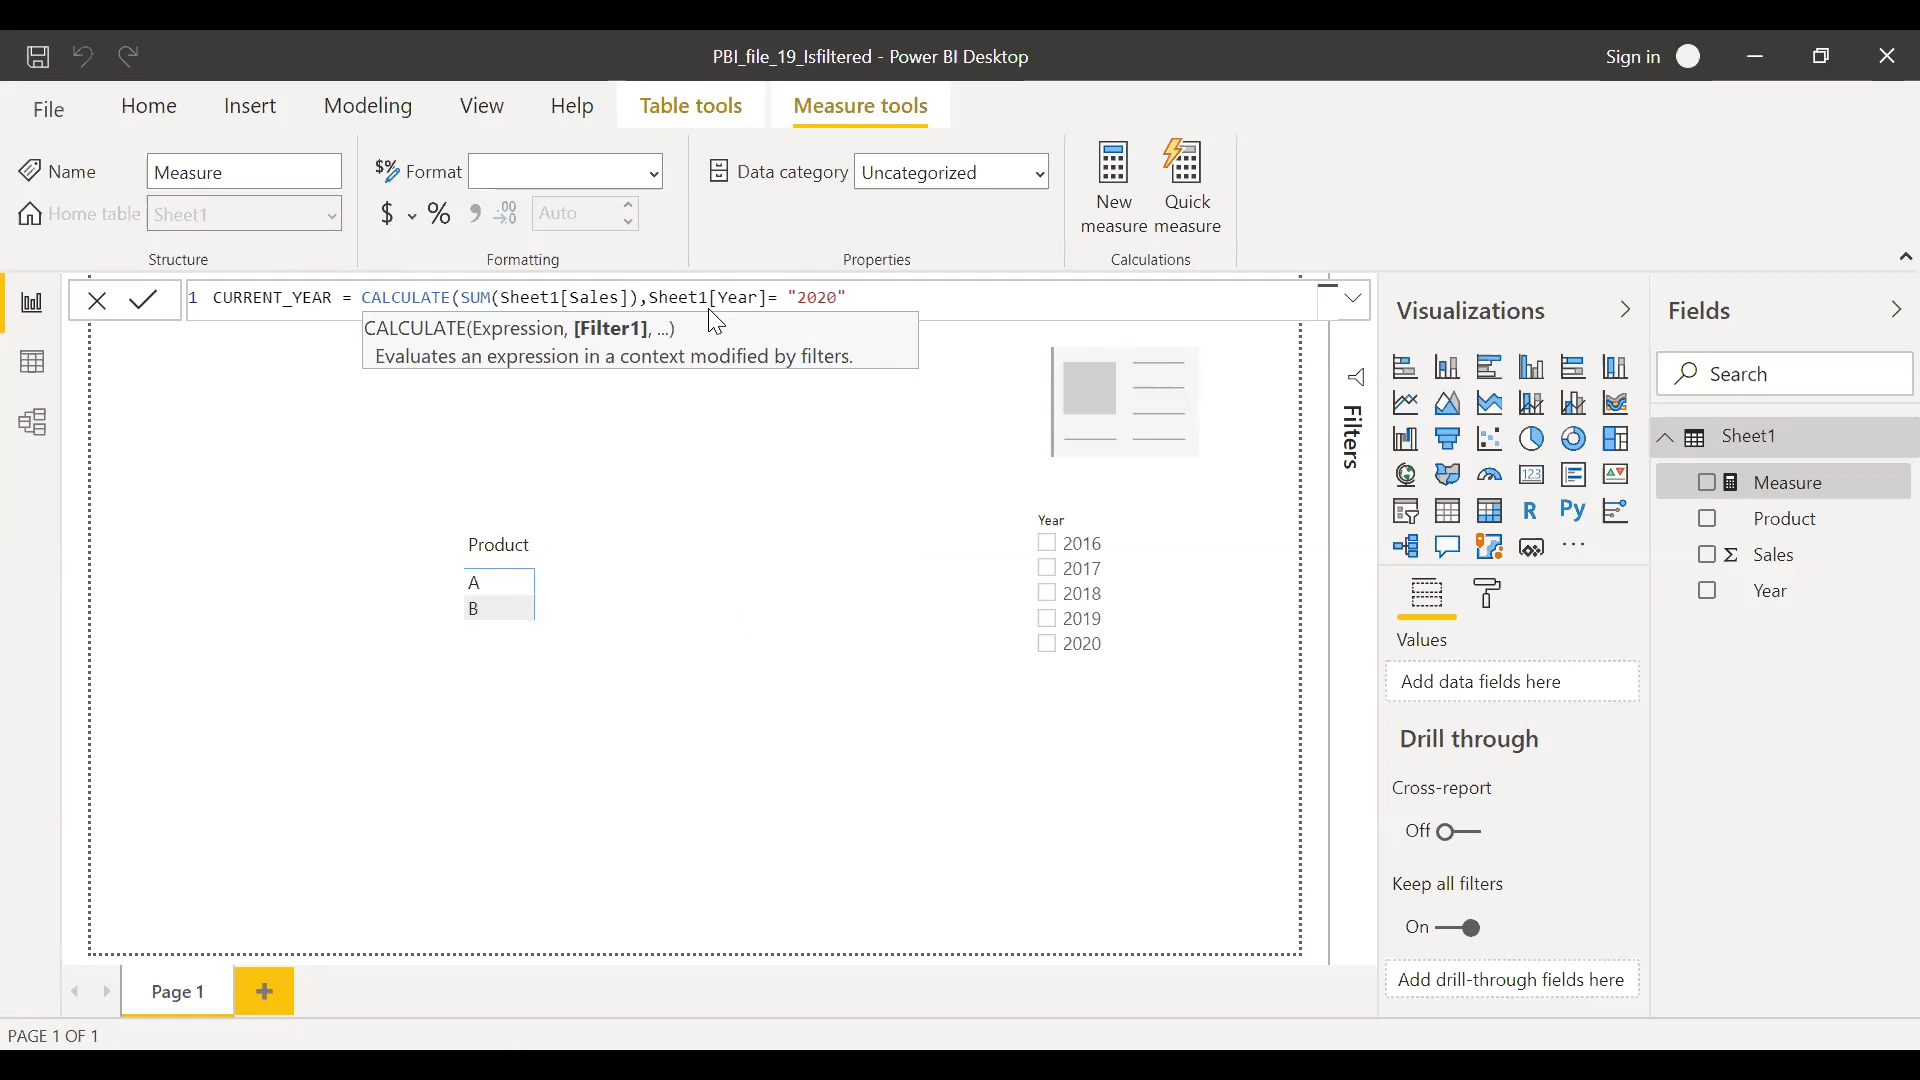 PBI_file_19_Isfiltered - Power BI Desktop
Sign in
File
Home
Insert
Modeling
View
Help
Table tools
Measure tools
Name
Measure
Home table
Sheet1
Structure
Format
$ % 9 .00
Auto
Formatting
Data category
Uncategorized
Properties
New
measure
Quick
measure
Calculations
1 CURRENT_YEAR = CALCULATE(SUM(Sheet1[Sales]),Sheet1[Year]= "2020"
CALCULATE(Expression, [Filter1], ...)
Evaluates an expression in a context modified by filters.
Product
A
B
Year
2016
2017
2018
2019
2020
Filters
Visualizations
123
R
Py
...
Values
Add data fields here
Drill through
Cross-report
Off
Keep all filters
On
Add drill-through fields here
Fields
Search
Sheet1
Measure
Product
Σ Sales
Year
Page 1
+
PAGE 1 OF 1